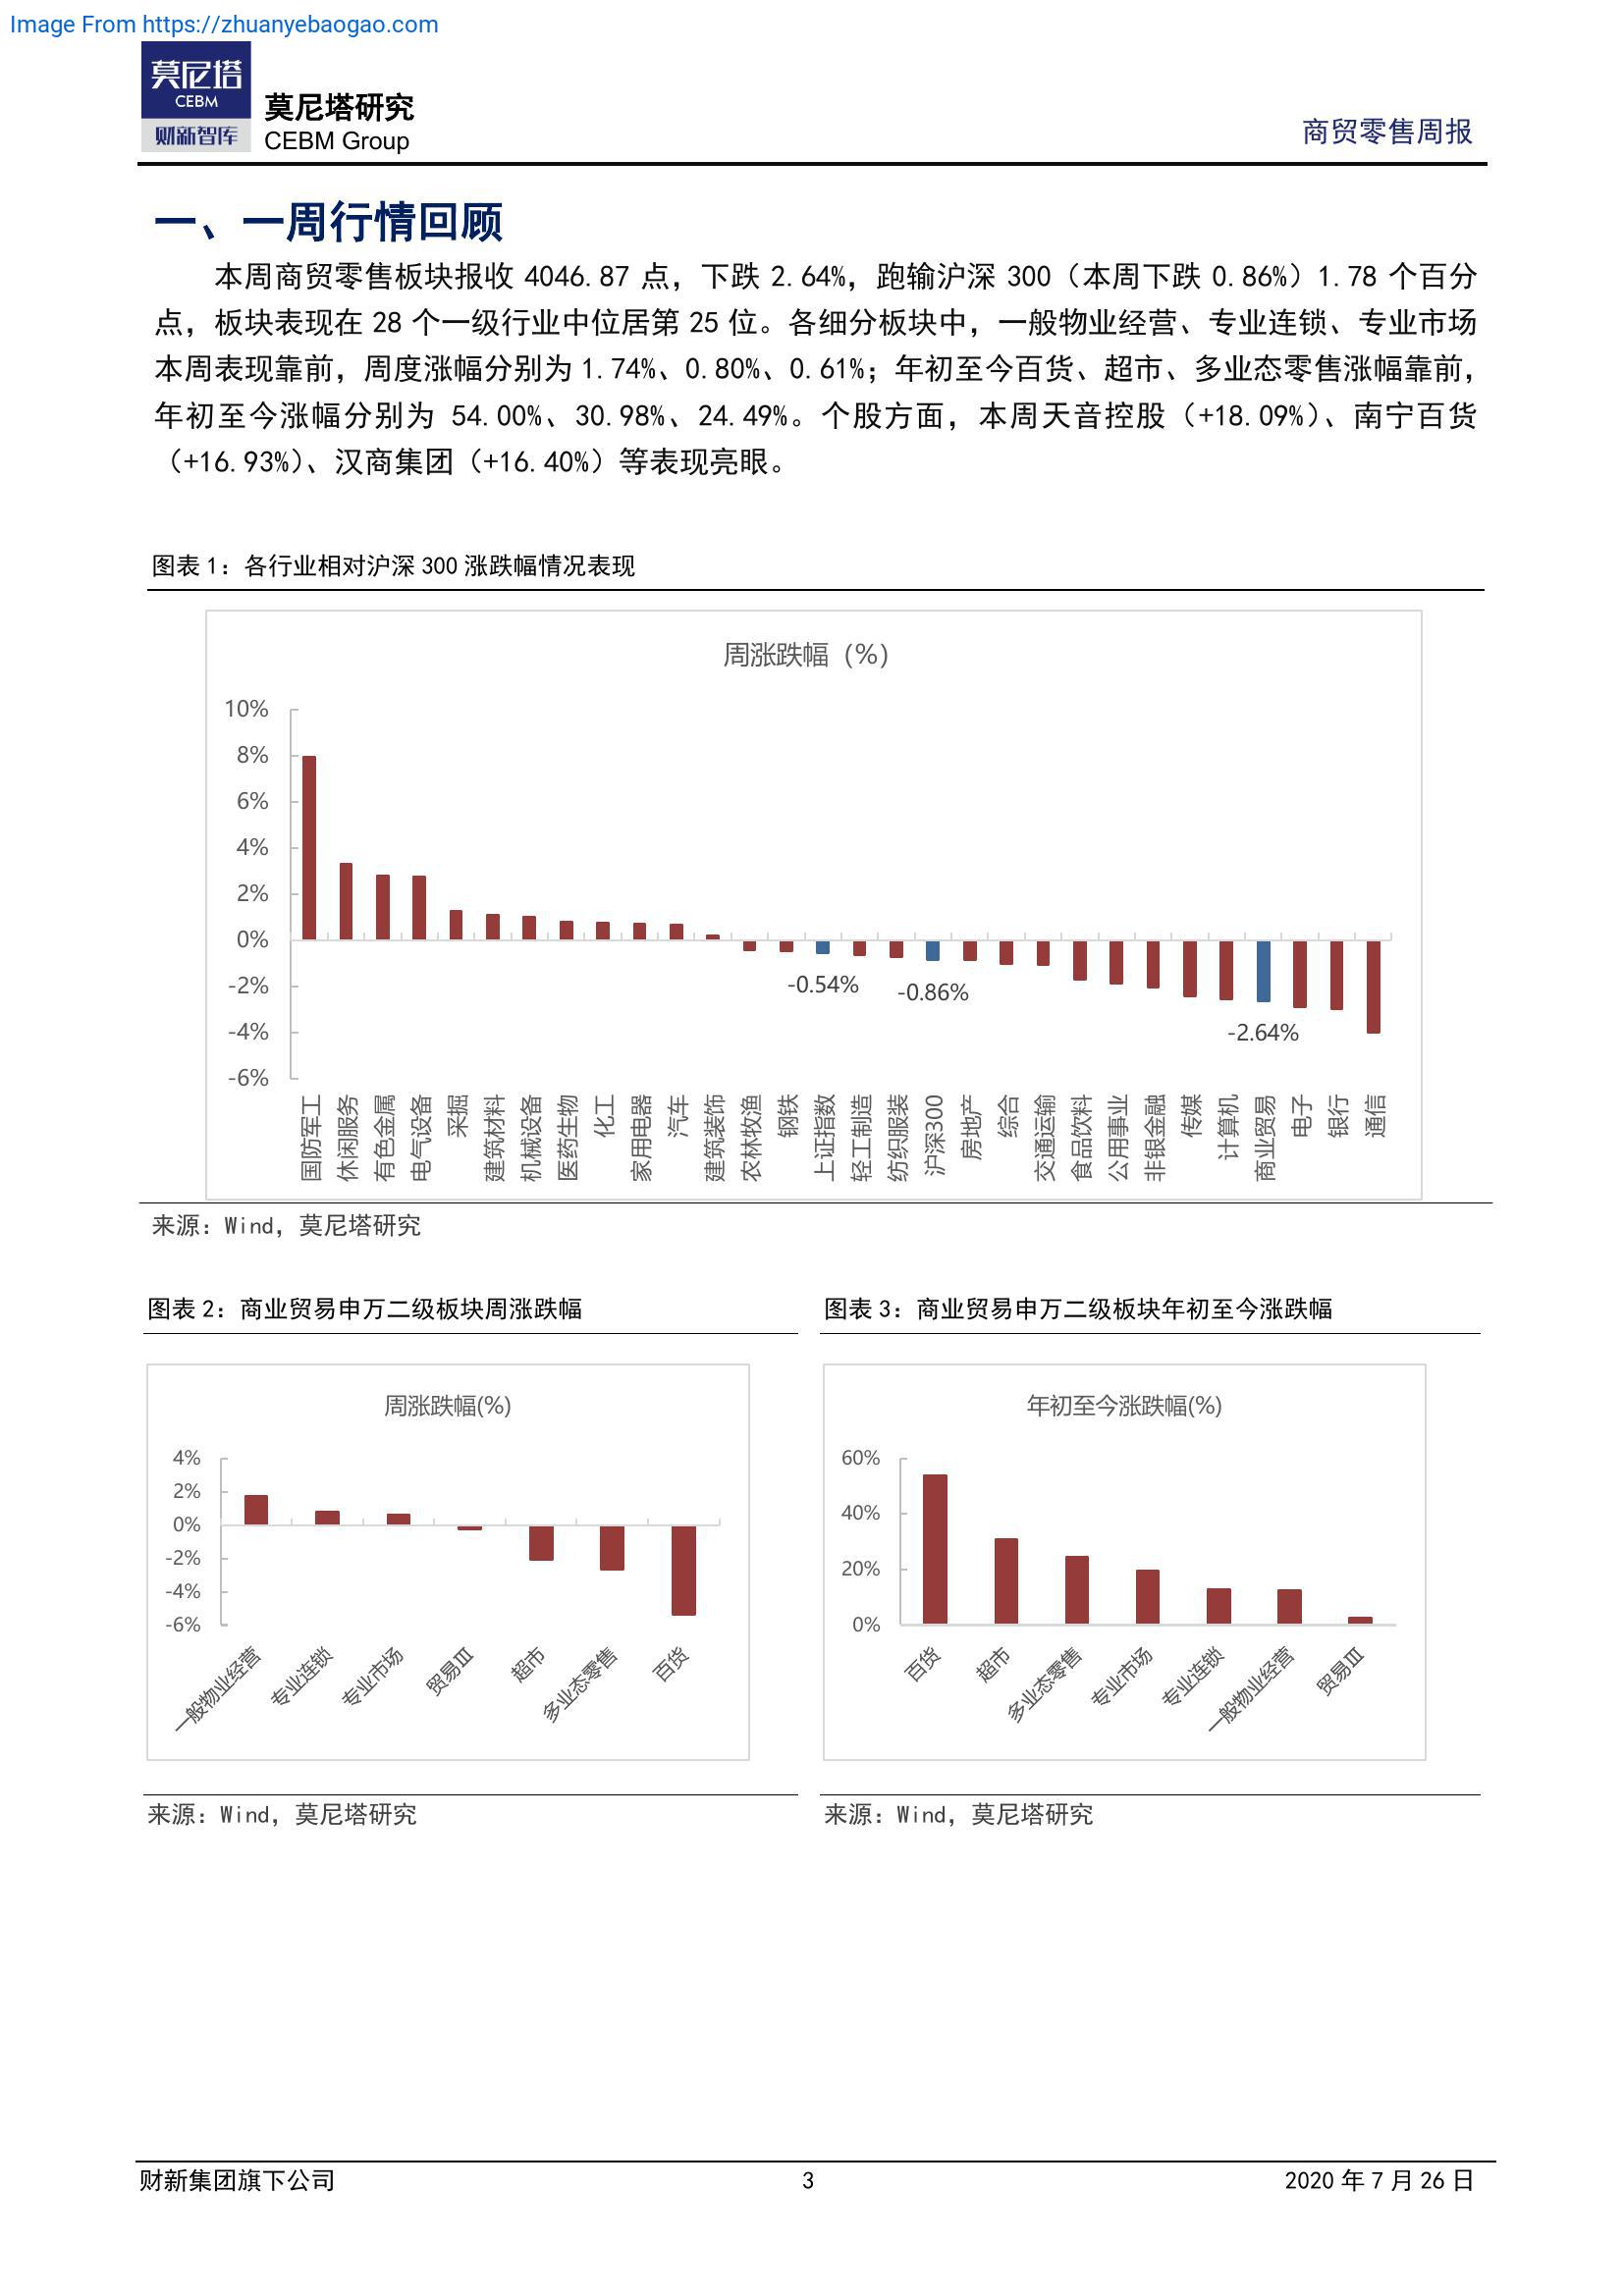 Image From https://zhuanyebaogao.com
莫尼塔
CEBM
财新智库
莫尼塔研究
CEBM Group
商贸零售周报
一、一周行情回顾
本周商贸零售板块报收 4046.87 点，下跌 2.64%，跑输沪深 300（本周下跌 0.86%）1.78 个百分
点，板块表现在 28 个一级行业中位居第 25 位。各细分板块中，一般物业经营、专业连锁、专业市场
本周表现靠前，周度涨幅分别为 1.74%、0.80%、0.61%；年初至今百货、超市、多业态零售涨幅靠前，
年初至今涨幅分别为 54.00%、30.98%、24.49%。个股方面，本周天音控股（+18.09%）、南宁百货
（+16.93%）、汉商集团（+16.40%）等表现亮眼。
图表 1：各行业相对沪深 300 涨跌幅情况表现
周涨跌幅（%）
10%
8%
6%
4%
2%
0%
-2%
-4%
-6%
-0.54%
-0.86%
-2.64%
国防军工
休闲服务
有色金属
电气设备
采掘
建筑材料
机械设备
医药生物
化工
家用电器
汽车
建筑装饰
农林牧渔
钢铁
上证指数
轻工制造
纺织服装
沪深300
房地产
综合
交通运输
食品饮料
公用事业
非银金融
传媒
计算机
商业贸易
电子
银行
通信
来源：Wind，莫尼塔研究
图表 2：商业贸易申万二级板块周涨跌幅
周涨跌幅(%)
4%
2%
0%
-2%
-4%
-6%
一般物业经营
专业连锁
专业市场
贸易Ⅲ
超市
多业态零售
百货
来源：Wind，莫尼塔研究
图表 3：商业贸易申万二级板块年初至今涨跌幅
年初至今涨跌幅(%)
60%
40%
20%
0%
百货
超市
多业态零售
专业市场
专业连锁
一般物业经营
贸易Ⅲ
来源：Wind，莫尼塔研究
财新集团旗下公司
3
2020 年 7 月 26 日